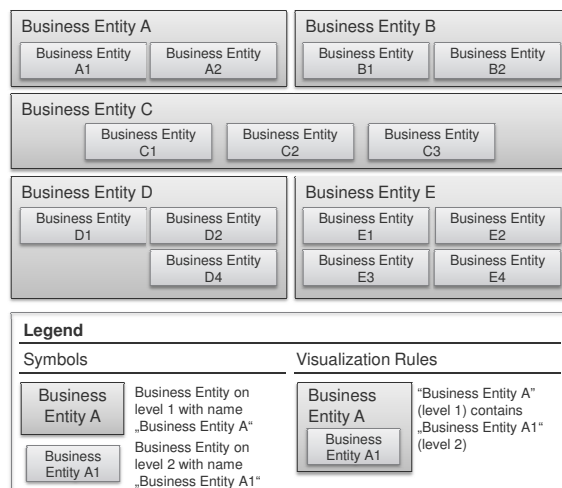 Business Entity A
Business Entity
A1
Business Entity
A2
Business Entity B
Business Entity
B1
Business Entity
B2
Business Entity C
Business Entity
C1
Business Entity
C2
Business Entity
C3
Business Entity D
Business Entity
D1
Business Entity
D2
Business Entity
D4
Business Entity E
Business Entity
E1
Business Entity
E2
Business Entity
E3
Business Entity
E4
Legend
Symbols
Business
Entity A
Business Entity on
level 1 with name
„Business Entity A“
Business
Entity A1
Business Entity on
level 2 with name
„Business Entity A1“
Visualization Rules
Business
Entity A
Business
Entity A1
“Business Entity A”
(level 1) contains
„Business Entity A1“
(level 2)